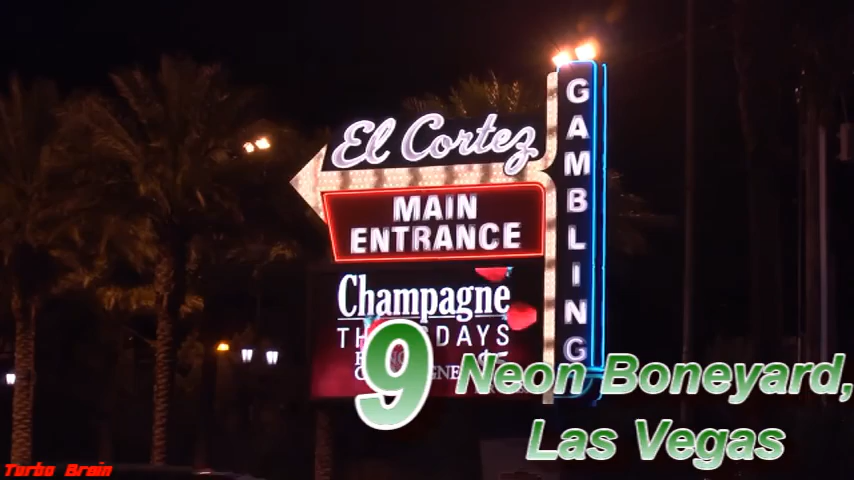 El Cortez
MAIN
ENTRANCE
GAMBLING
Champagne
9 Neon Boneyard,
Las Vegas
Turbo Brain